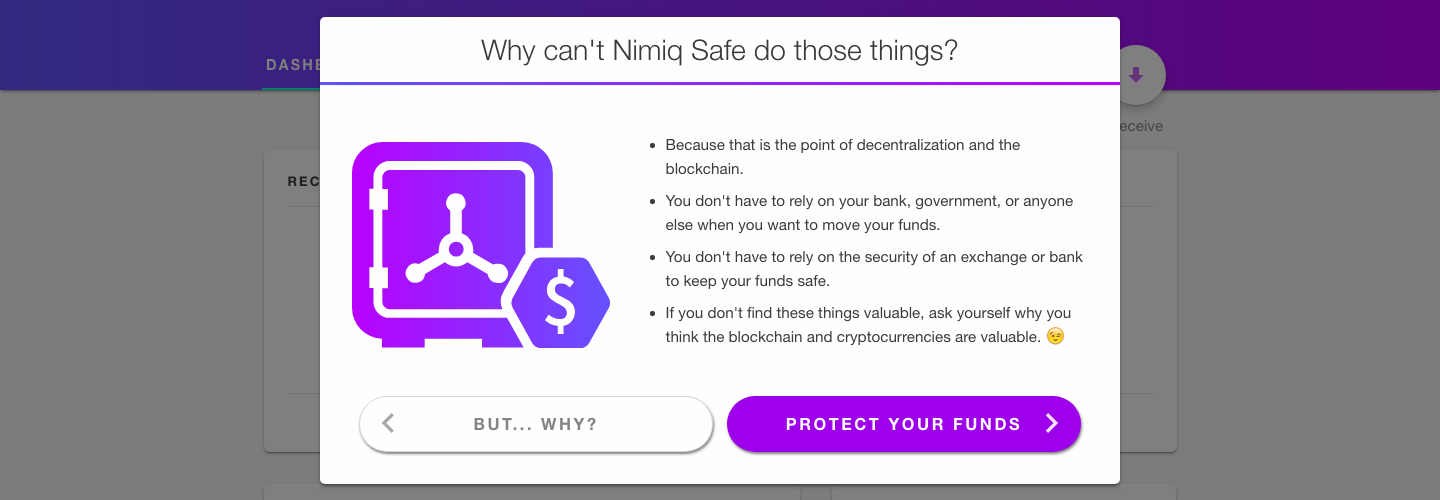 Why can't Nimiq Safe do those things?
DASHE
eceive
REC
Because that is the point of decentralization and the
blockchain.
You don't have to rely on your bank, government, or anyone
else when you want to move your funds.
You don't have to rely on the security of an exchange or bank
to keep your funds safe.
If you don't find these things valuable, ask yourself why you
think the blockchain and cryptocurrencies are valuable. 😉
$
BUT... WHY?
PROTECT YOUR FUNDS